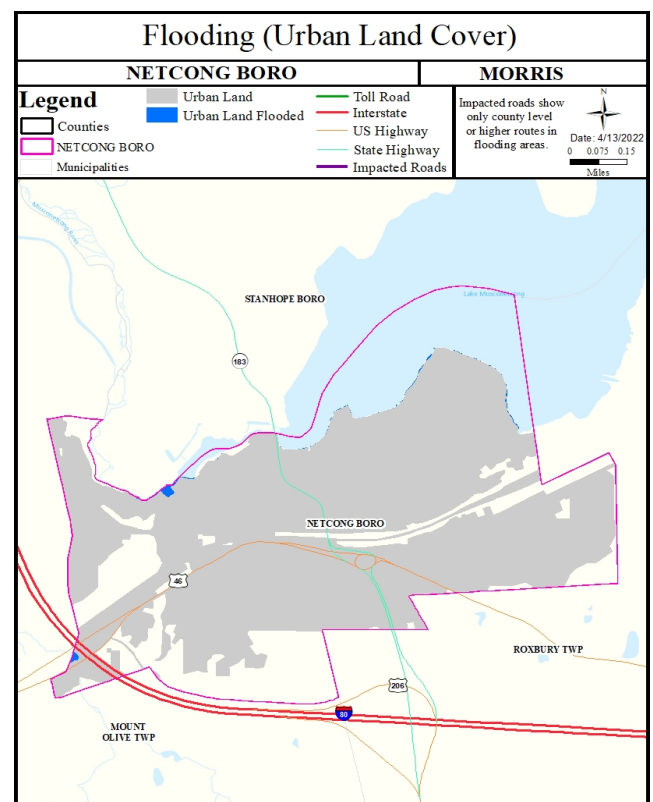 Flooding (Urban Land Cover)
NETCONG BORO
MORRIS
Legend
Counties
NETCONG BORO
Municipalities
Urban Land
Urban Land Flooded
Toll Road
Interstate
US Highway
State Highway
Impacted Roads
Impacted roads show
only county level
or higher routes in
flooding areas.
N
Date: 4/13/2022
0 0.075 0.15
Miles
Lake Musconetcong
STANHOPE BORO
183
NETCONG BORO
46
ROXBURY TWP
206
80
MOUNT
OLIVE TWP